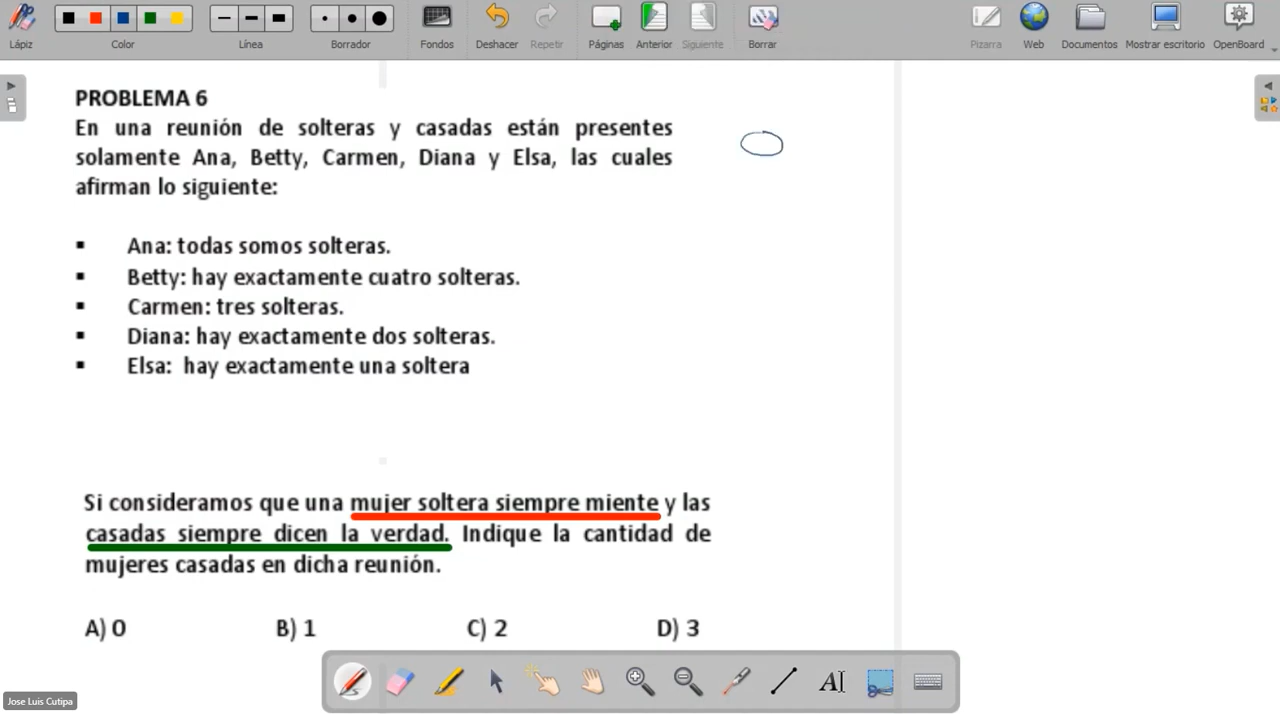 Lápiz
Color
Línea
Borrador
Fondos
Deshacer
Repetir
Páginas
Anterior
Siguiente
Borrar
Pizarra
Web
Documentos
Mostrar escritorio
OpenBoard
PROBLEMA 6
En una reunión de solteras y casadas están presentes
solamente Ana, Betty, Carmen, Diana y Elsa, las cuales
afirman lo siguiente:
▪ Ana: todas somos solteras.
▪ Betty: hay exactamente cuatro solteras.
▪ Carmen: tres solteras.
▪ Diana: hay exactamente dos solteras.
▪ Elsa: hay exactamente una soltera
Si consideramos que una mujer soltera siempre miente y las
casadas siempre dicen la verdad. Indique la cantidad de
mujeres casadas en dicha reunión.
A) 0 B) 1 C) 2 D) 3
AI
Jose Luis Cutipa